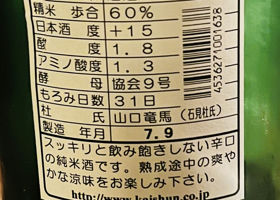 精米歩合 60%
日本酒度 +15
酸度 1.8
アミノ酸度 1.3
酵母 協会9号
もろみ日数 31日
杜氏 山口竜馬（石見杜氏）
製造年月 7.9
スッキリと飲み飽きしない辛口
の純米酒です。熟成途中の爽や
かな涼味をお楽しみ下さい。
http://www.kaishun.co.jp
4536271001638